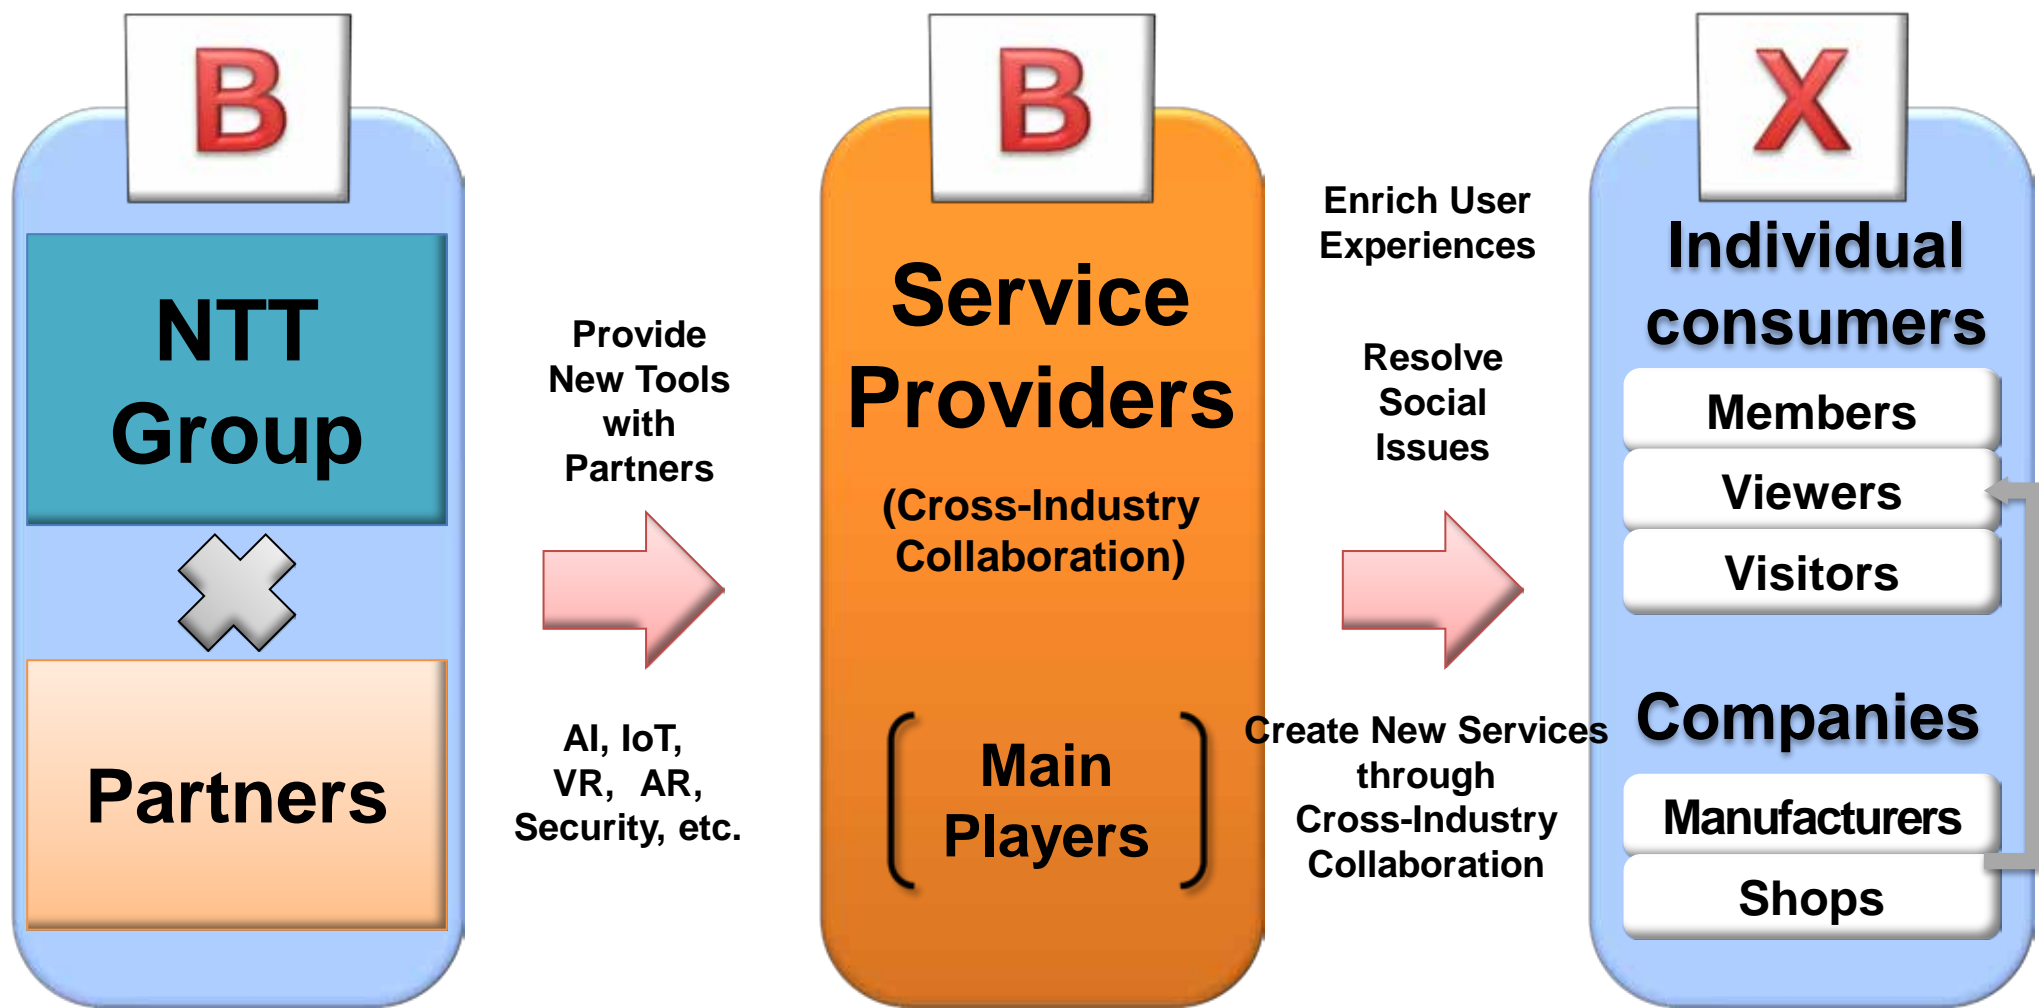 B
NTT
Group
Partners
Provide
New Tools
with
Partners
AI, IoT,
VR, AR,
Security, etc.
B
Service
Providers
(Cross-Industry
Collaboration)
Main
Players
Enrich User
Experiences
Resolve
Social
Issues
Create New Services
through
Cross-Industry
Collaboration
X
Individual
consumers
Members
Viewers
Visitors
Companies
Manufacturers
Shops